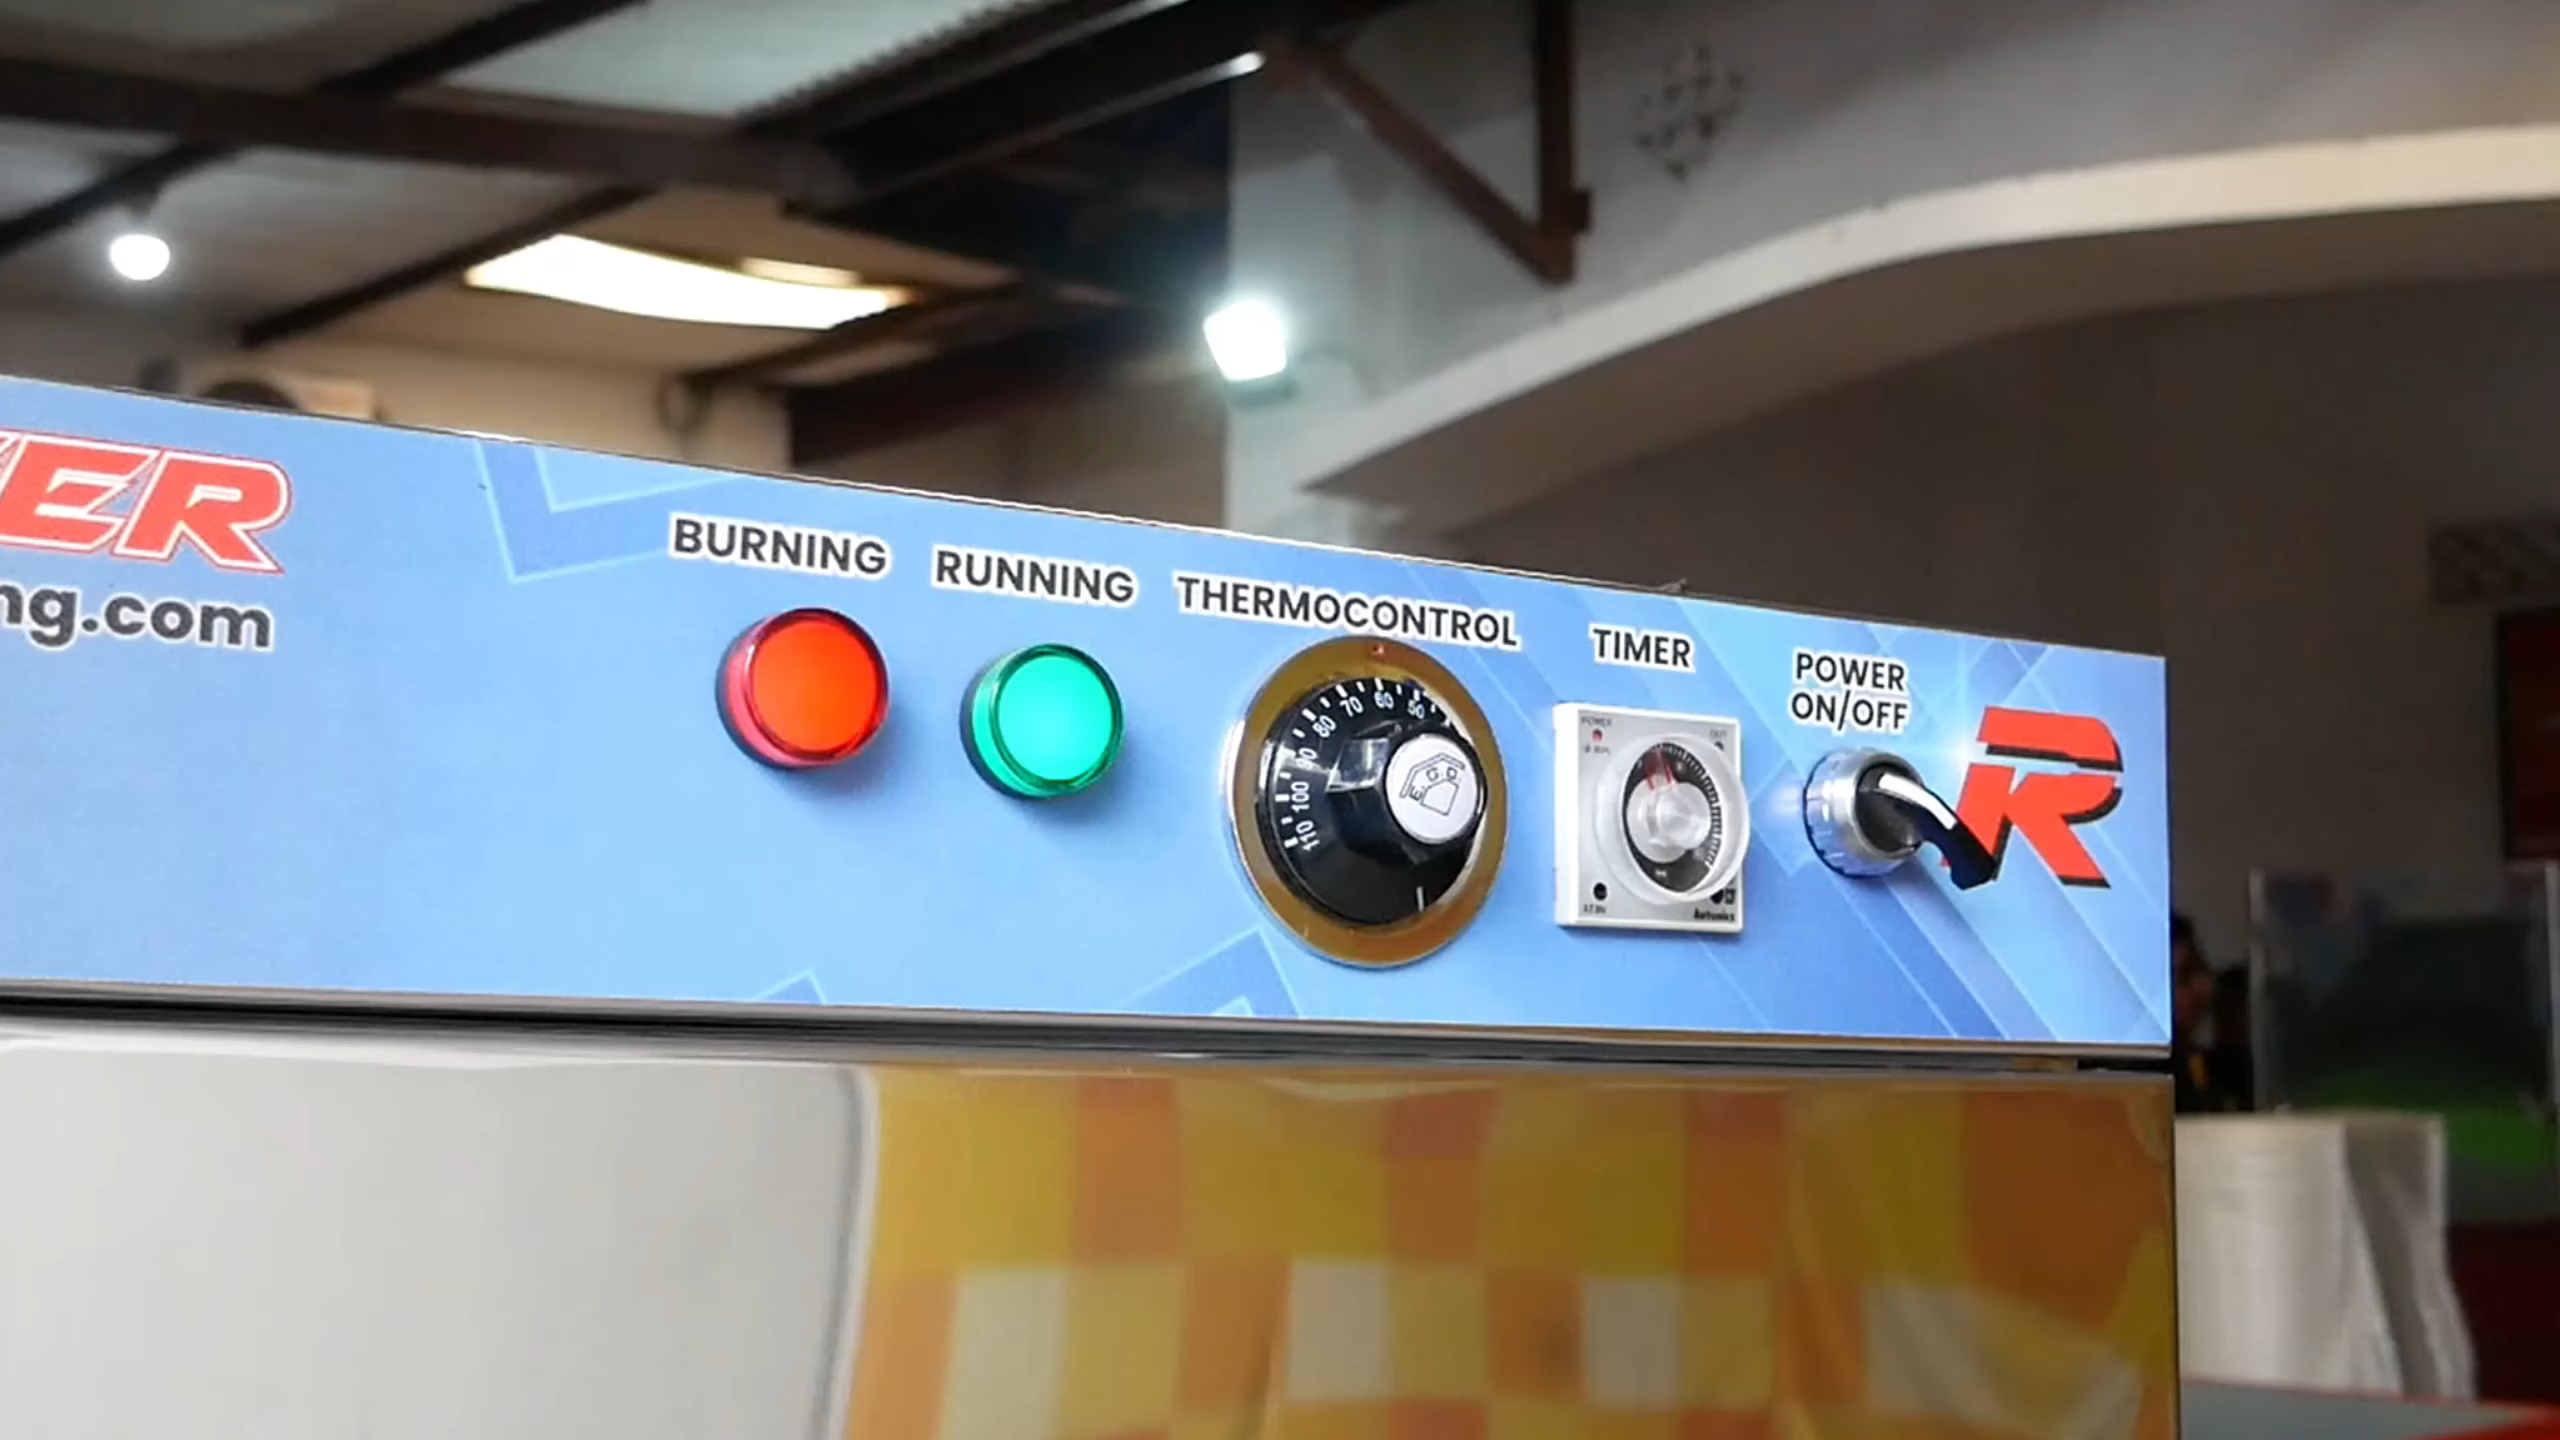 ER
ng.com
BURNING
RUNNING
THERMOCONTROL
TIMER
POWER
ON/OFF
R
50
60
70
80
90
100
110
POWER
OUT
Autonics